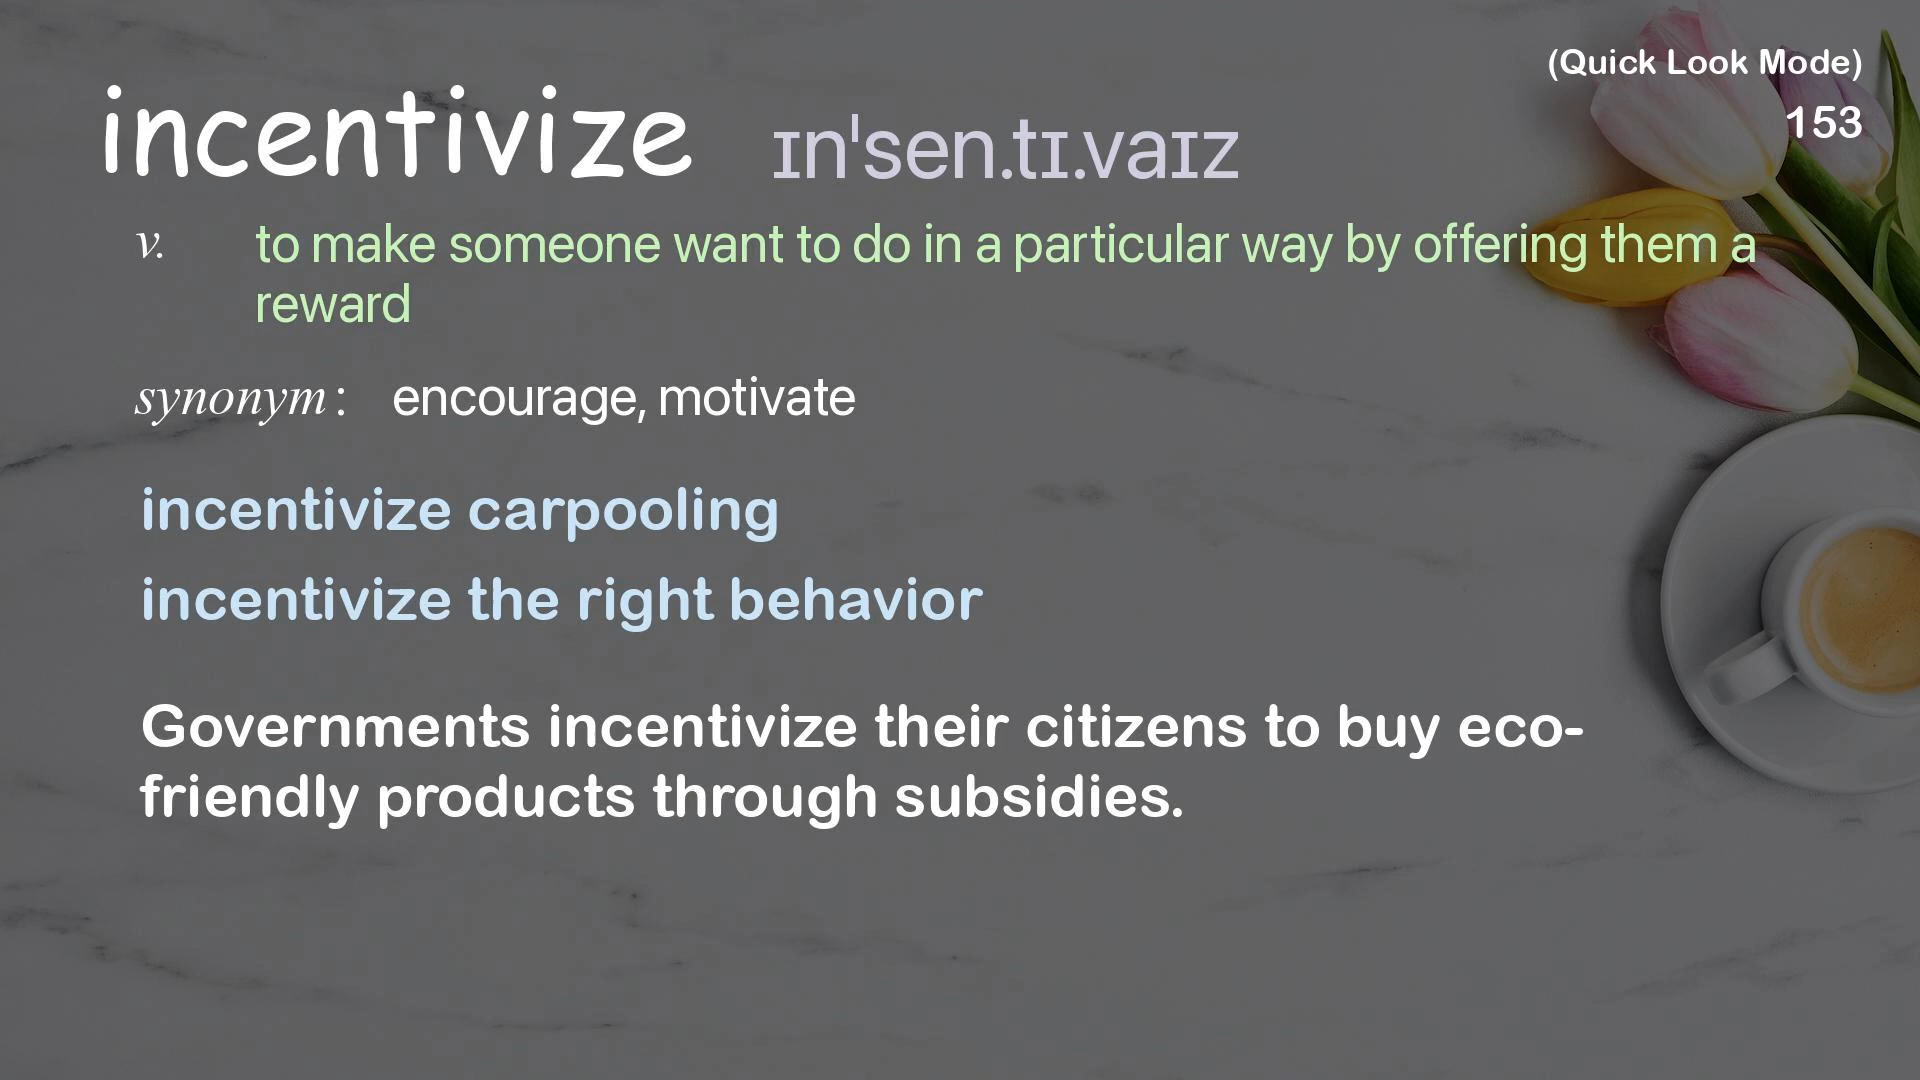 (Quick Look Mode)
153
incentivize ɪnˈsen.tɪ.vaɪz
v. to make someone want to do in a particular way by offering them a
reward
synonym: encourage, motivate
incentivize carpooling
incentivize the right behavior
Governments incentivize their citizens to buy eco-
friendly products through subsidies.